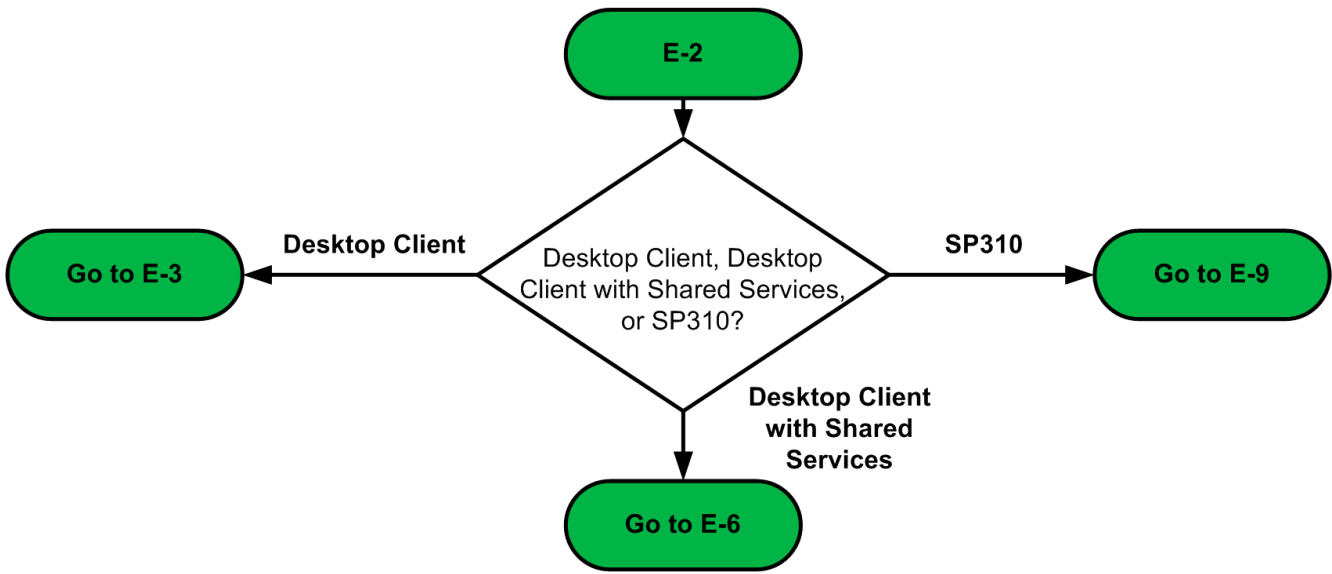 E-2
Desktop Client
SP310
Go to E-3
Desktop Client, Desktop
Client with Shared Services,
or SP310?
Go to E-9
Desktop Client
with Shared
Services
Go to E-6